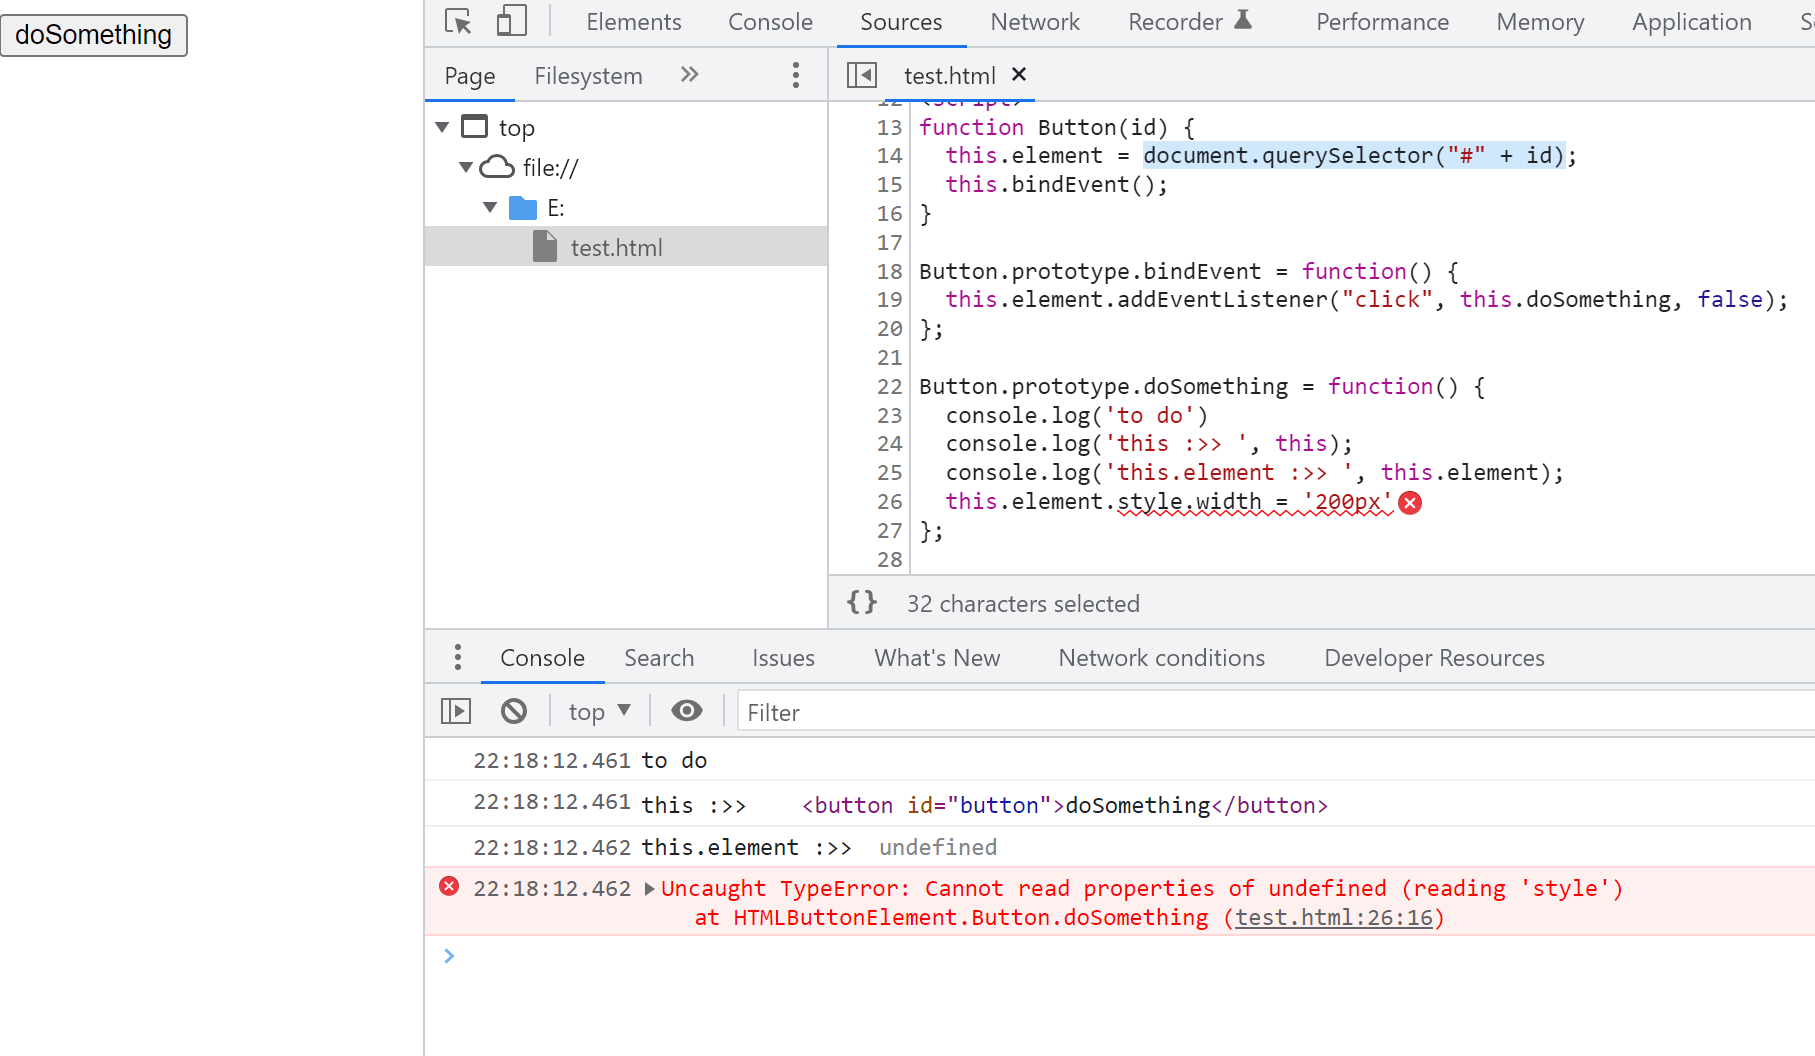 doSomething
Elements Console Sources Network Recorder Performance Memory Application
Page Filesystem
test.html
top
file://
E:
test.html
12 <script>
13 function Button(id) {
14   this.element = document.querySelector("#" + id);
15   this.bindEvent();
16 }
17
18 Button.prototype.bindEvent = function() {
19   this.element.addEventListener("click", this.doSomething, false);
20 };
21
22 Button.prototype.doSomething = function() {
23   console.log('to do')
24   console.log('this :>> ', this);
25   console.log('this.element :>> ', this.element);
26   this.element.style.width = '200px'
27 };
28
{} 32 characters selected
Console Search Issues What's New Network conditions Developer Resources
top Filter
22:18:12.461 to do
22:18:12.461 this :>> <button id="button">doSomething</button>
22:18:12.462 this.element :>> undefined
22:18:12.462 Uncaught TypeError: Cannot read properties of undefined (reading 'style')
at HTMLButtonElement.Button.doSomething (test.html:26:16)